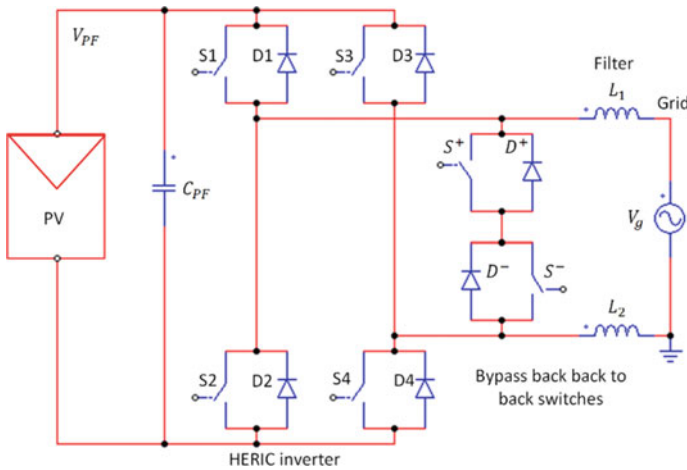 S1 D1 S3 D3
V_PF
Filter
L_1
Grid
S^+ D^+
PV
C_PF
V_g
D^- S^-
L_2
S2 D2 S4 D4
Bypass back back to
back switches
HERIC inverter